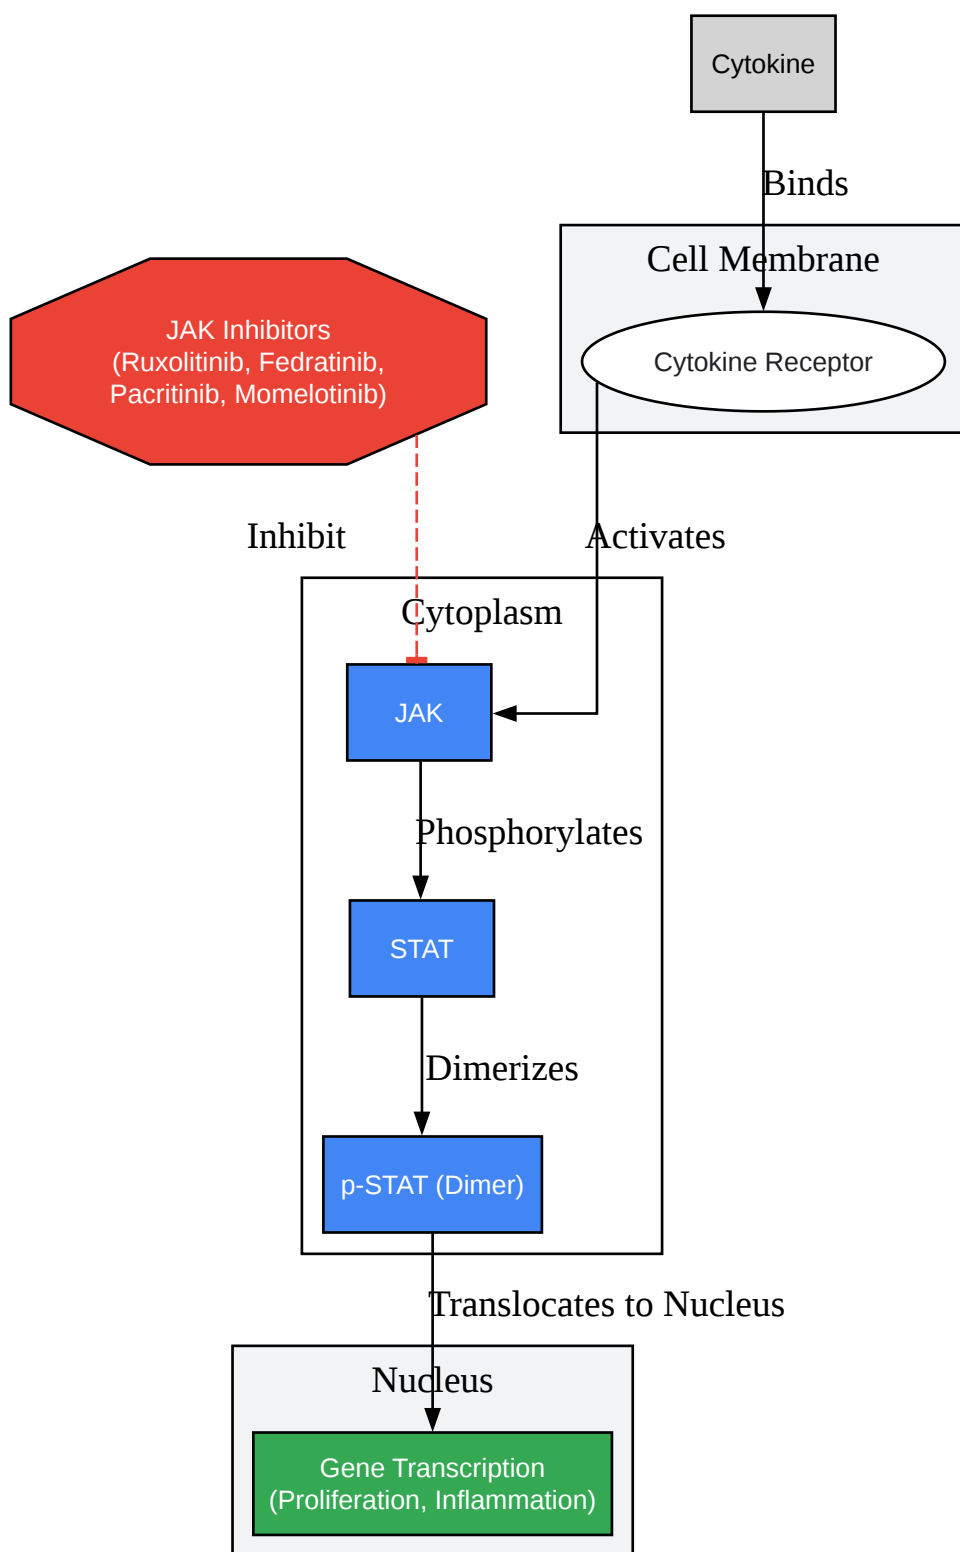 Cytokine
Binds
Cell Membrane
Cytokine Receptor
JAK Inhibitors
(Ruxolitinib, Fedratinib,
Pacritinib, Momelotinib)
Inhibit
Activates
Cytoplasm
JAK
Phosphorylates
STAT
Dimerizes
p-STAT (Dimer)
Translocates to Nucleus
Nucleus
Gene Transcription
(Proliferation, Inflammation)